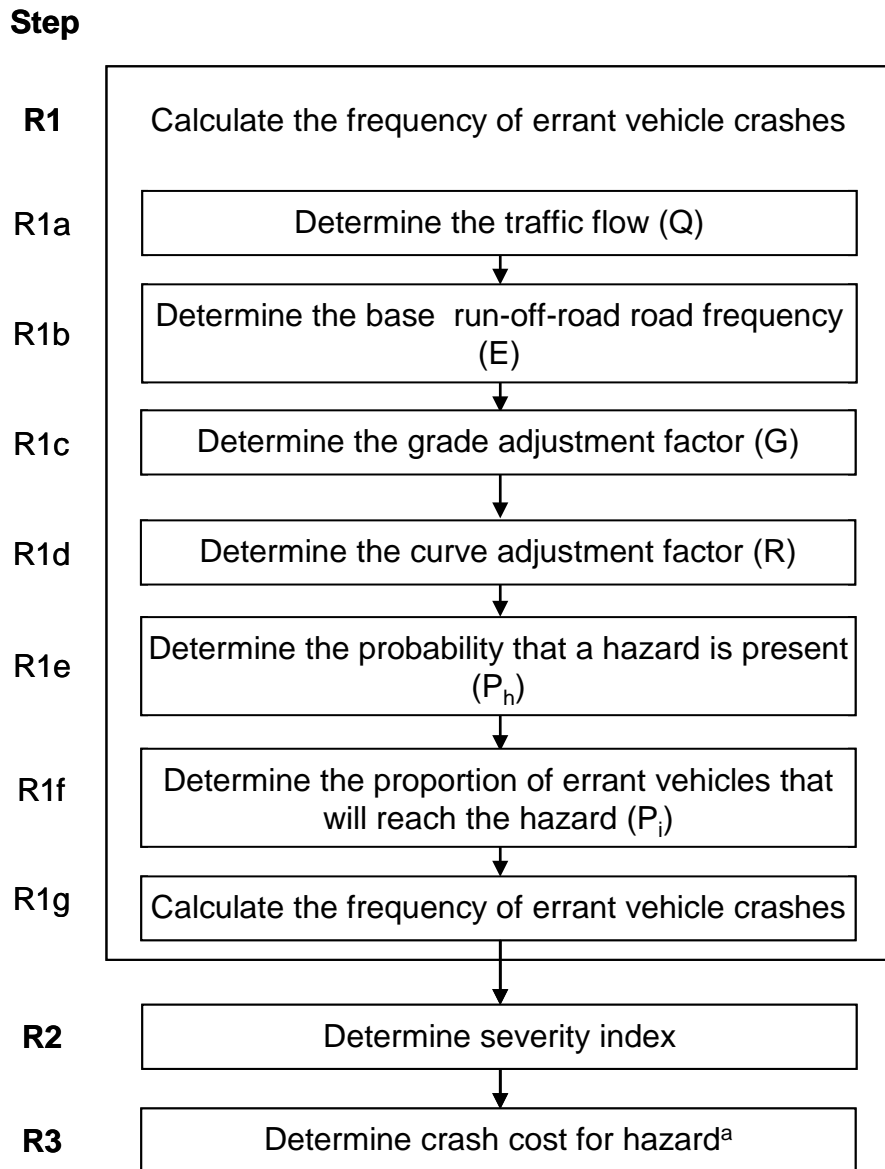 Step
R1 Calculate the frequency of errant vehicle crashes
R1a Determine the traffic flow (Q)
Determine the base run-off-road road frequency
R1b
(E)
R1c Determine the grade adjustment factor (G)
R1d Determine the curve adjustment factor (R)
Determine the probability that a hazard is present
R1e
(Ph)
R1f
Determine the proportion of errant vehicles that
will reach the hazard (Pi)
R1g Calculate the frequency of errant vehicle crashes
R2 Determine severity index
R3 Determine crash cost for hazardᵃ